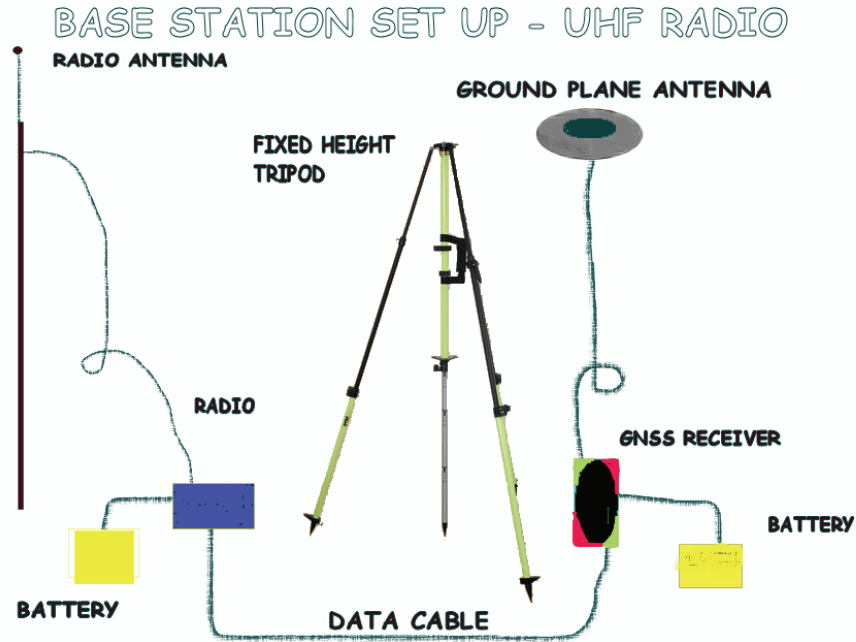 BASE STATION SET UP - UHF RADIO
RADIO ANTENNA
GROUND PLANE ANTENNA
FIXED HEIGHT
TRIPOD
RADIO
GNSS RECEIVER
BATTERY
BATTERY
DATA CABLE